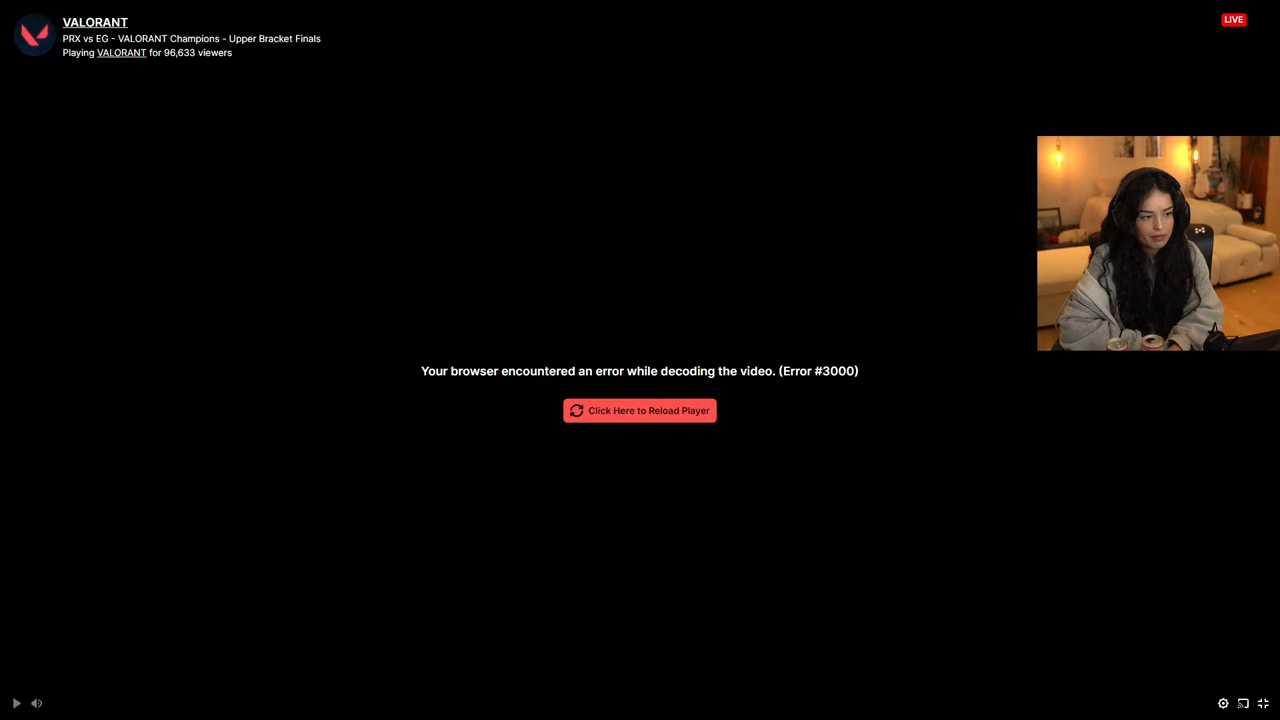 VALORANT
PRX vs EG - VALORANT Champions - Upper Bracket Finals
Playing VALORANT for 96,633 viewers
LIVE
Your browser encountered an error while decoding the video. (Error #3000)
Click Here to Reload Player